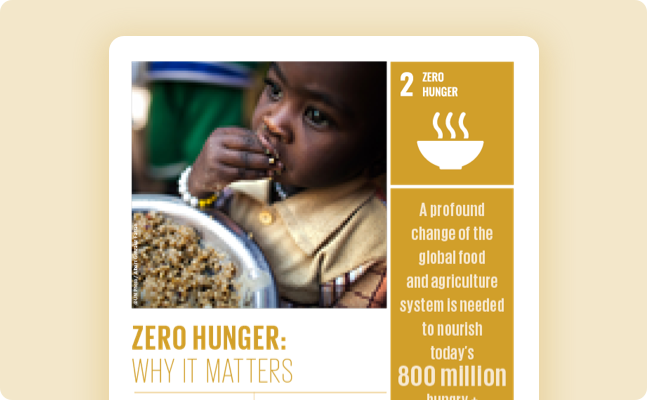 2 ZERO
HUNGER
A profound
change of the
global food
and agriculture
system is needed
to nourish
today's
800 million
hungry +
ZERO HUNGER:
WHY IT MATTERS